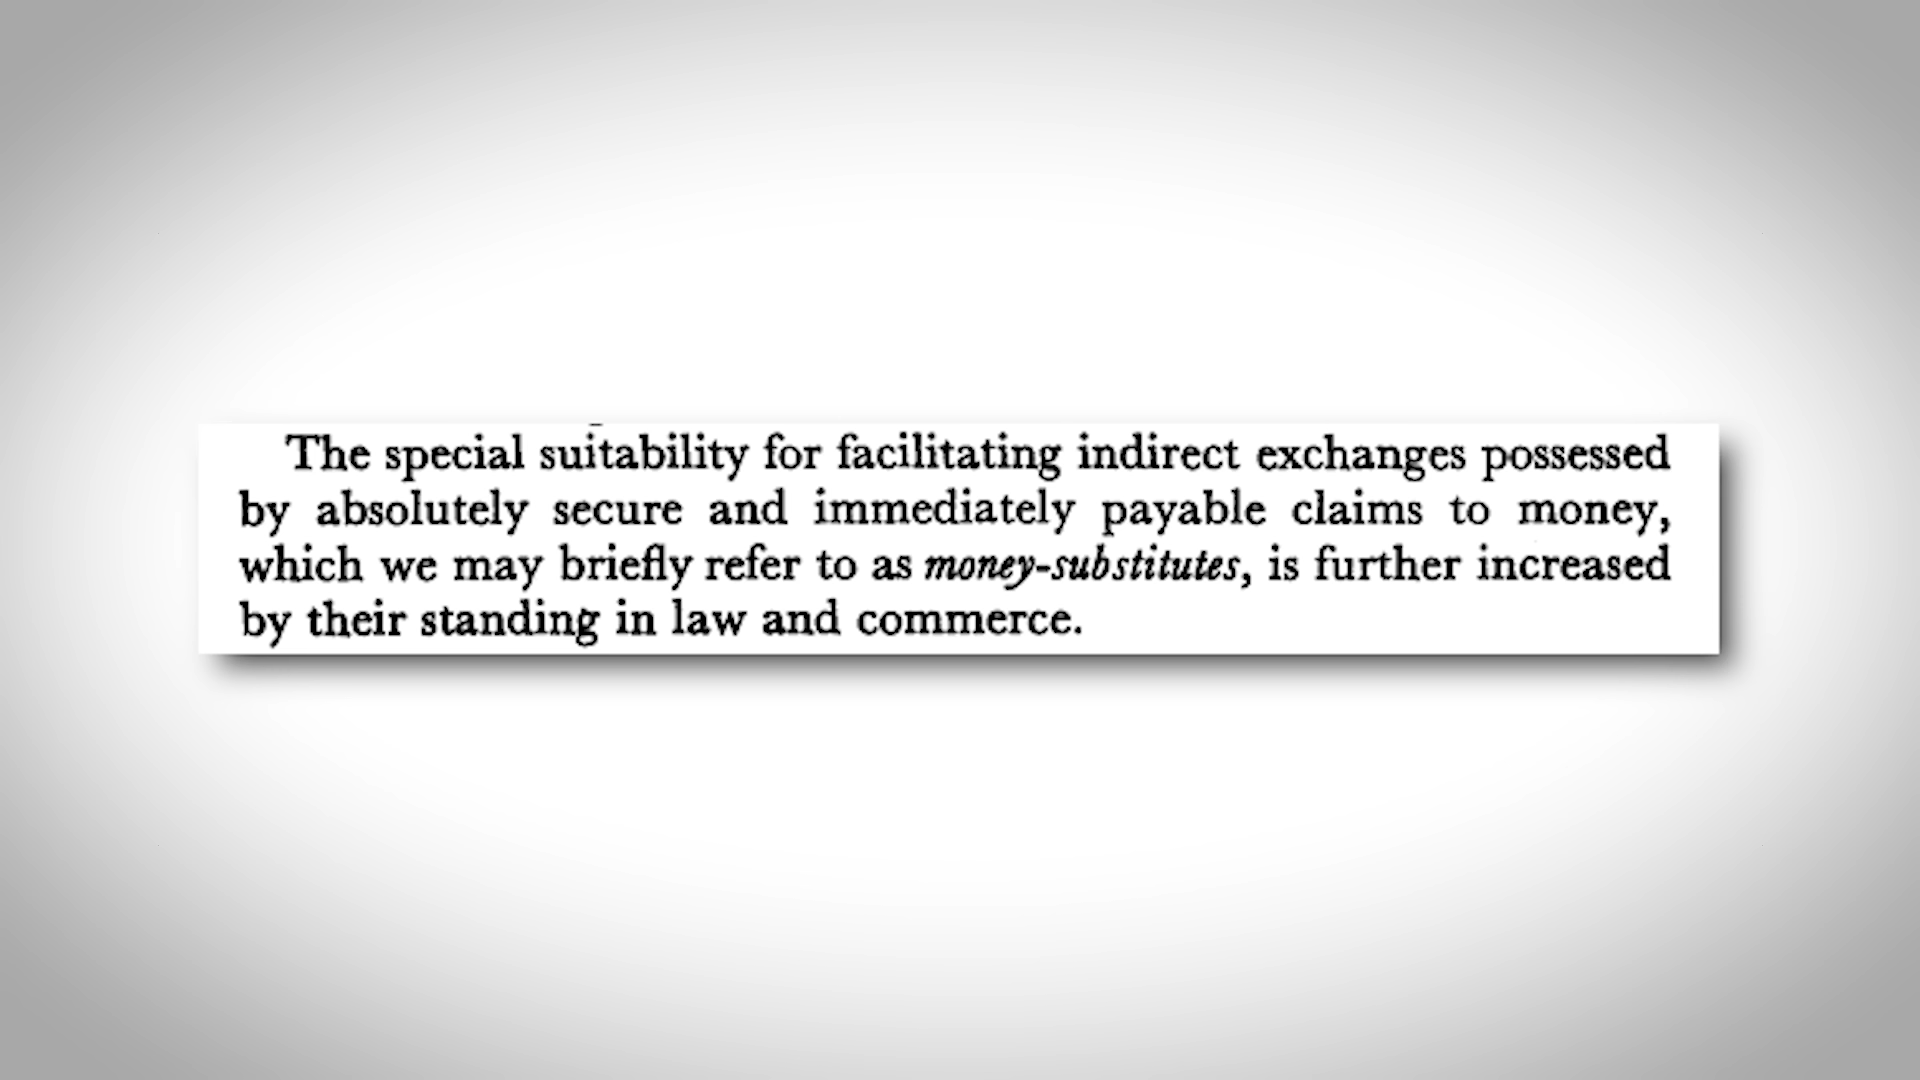 The special suitability for facilitating indirect exchanges possessed
by absolutely secure and immediately payable claims to money,
which we may briefly refer to as money-substitutes, is further increased
by their standing in law and commerce.